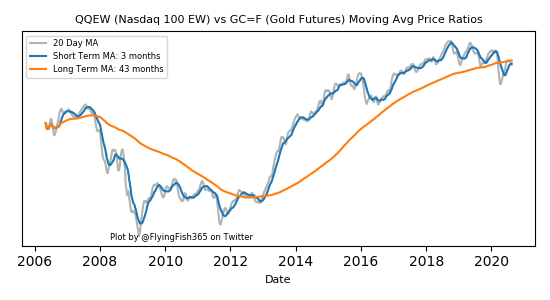 QQEW (Nasdaq 100 EW) vs GC=F (Gold Futures) Moving Avg Price Ratios
20 Day MA
Short Term MA: 3 months
Long Term MA: 43 months
Plot by @FlyingFish365 on Twitter
2006 2008 2010 2012 2014 2016 2018 2020
Date